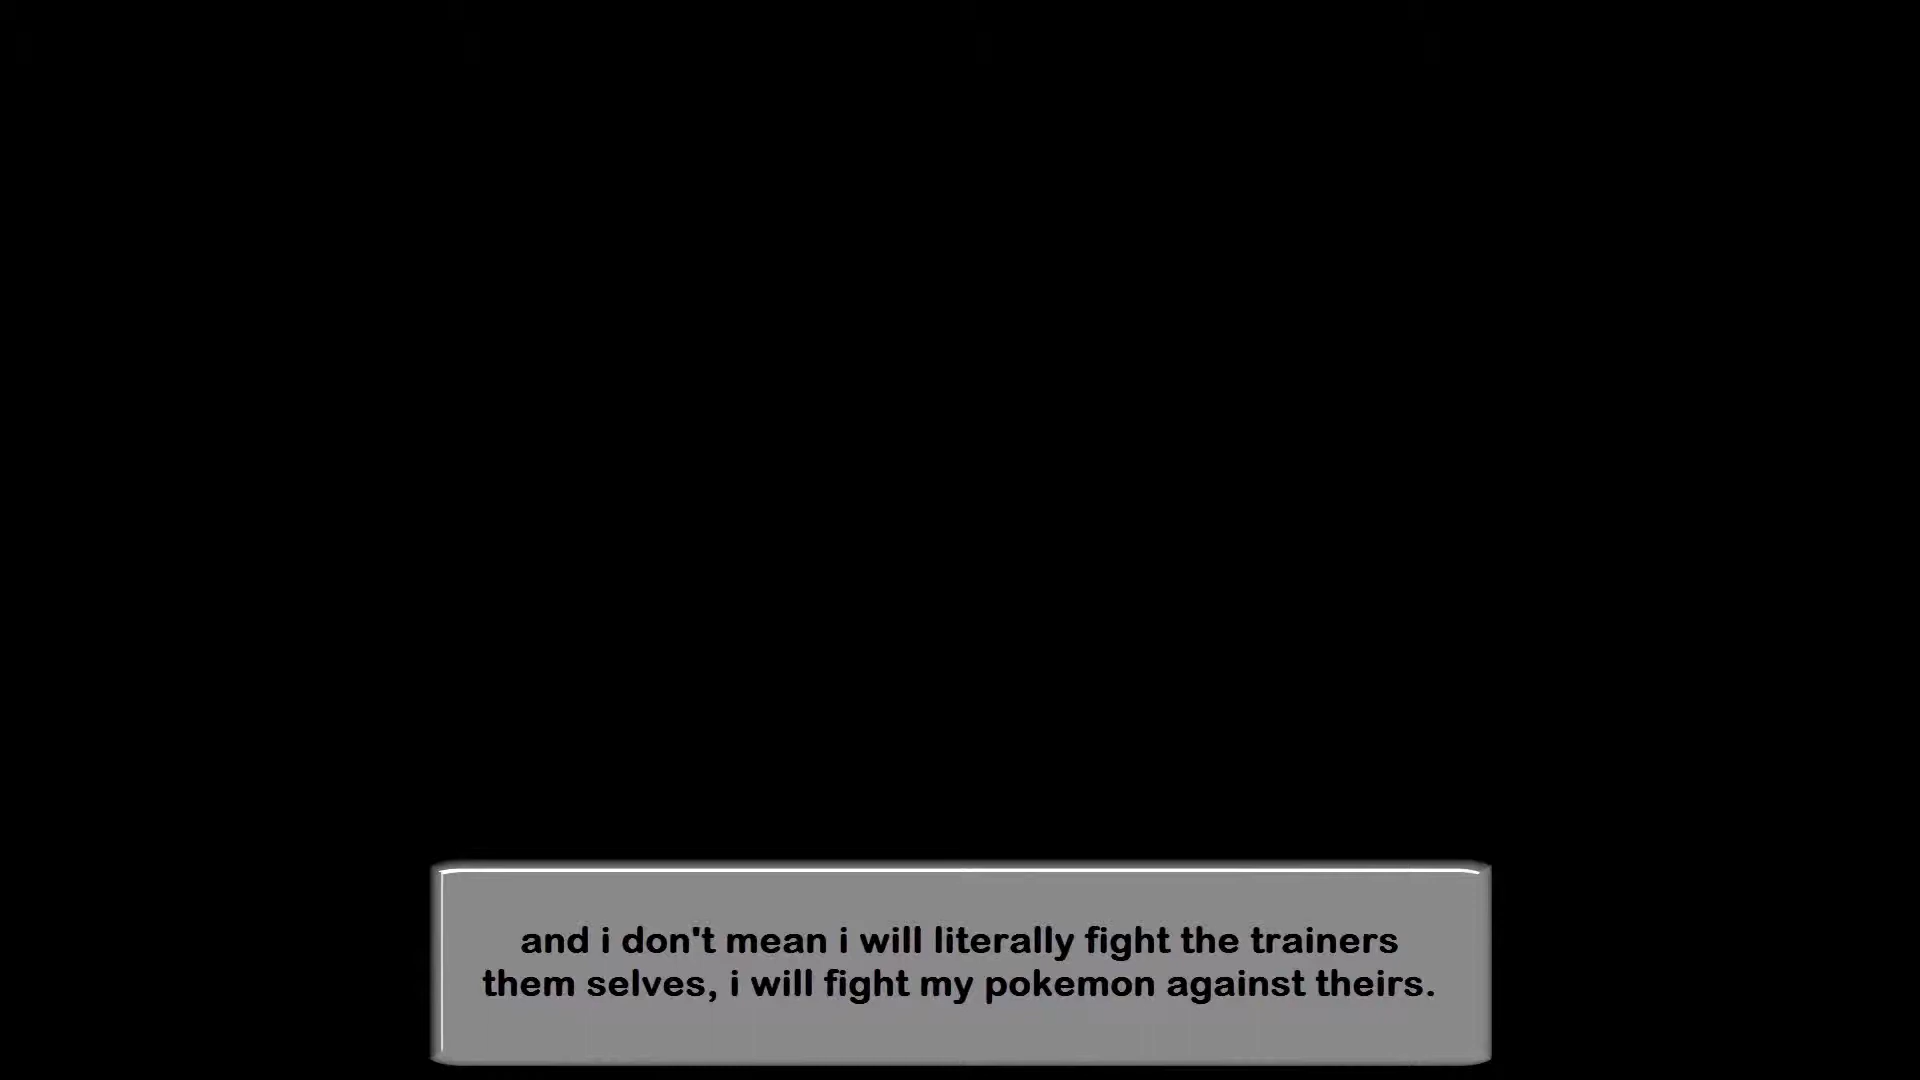 and i don't mean i will literally fight the trainers
them selves, i will fight my pokemon against theirs.